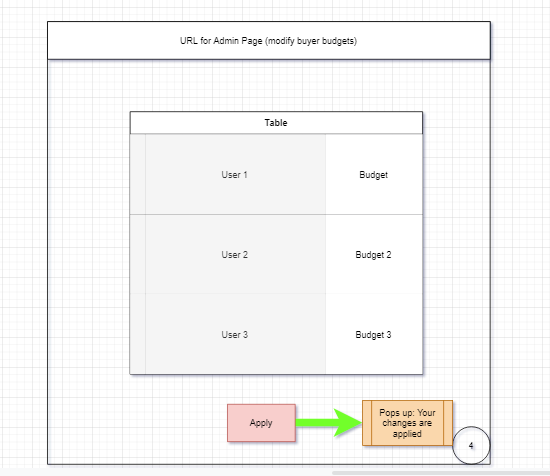 URL for Admin Page (modify buyer budgets)
Table
User 1
Budget
User 2
Budget 2
User 3
Budget 3
Apply
Pops up: Your
changes are
applied
4